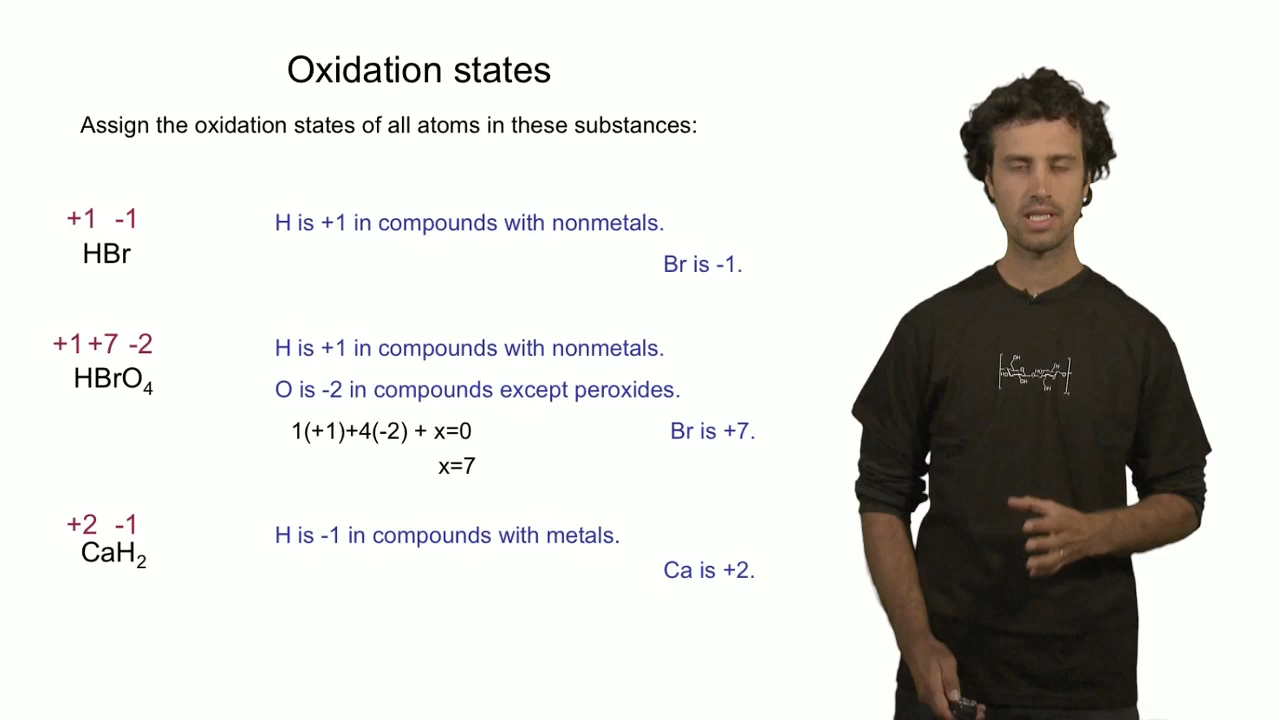 Oxidation states
Assign the oxidation states of all atoms in these substances:
+1 -1
HBr
H is +1 in compounds with nonmetals.
Br is -1.
+1 +7 -2
HBrO₄
H is +1 in compounds with nonmetals.
O is -2 in compounds except peroxides.
1(+1)+4(-2) + x=0
Br is +7.
x=7
+2 -1
CaH₂
H is -1 in compounds with metals.
Ca is +2.